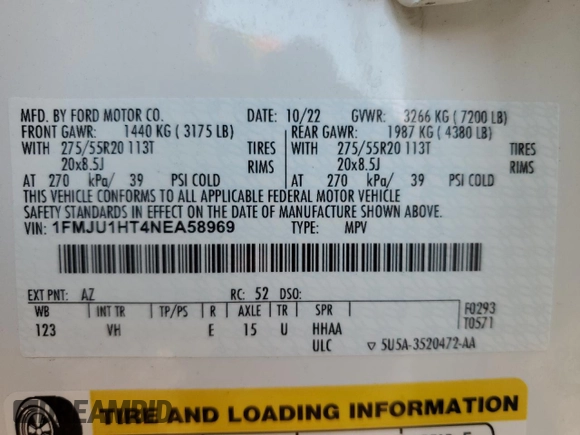 MFD. BY FORD MOTOR CO. DATE: 10/22 GVWR: 3266 KG ( 7200 LB)
FRONT GAWR: 1440 KG ( 3175 LB) REAR GAWR: 1987 KG ( 4380 LB)
WITH 275/55R20 113T TIRES WITH 275/55R20 113T TIRES
20x8.5J RIMS 20x8.5J RIMS
AT 270 kPa/ 39 PSI COLD AT 270 kPa/ 39 PSI COLD
THIS VEHICLE CONFORMS TO ALL APPLICABLE FEDERAL MOTOR VEHICLE
SAFETY STANDARDS IN EFFECT ON THE DATE OF MANUFACTURE SHOWN ABOVE.
VIN: 1FMJU1HT4NEA58969 TYPE: MPV
EXT PNT: AZ RC: 52 DSO:
WB INT TR TP/PS R AXLE TR SPR F0293
123 VH E 15 U HHAA T0571
ULC ▽ 5U5A-3520472-AA
TIRE AND LOADING INFORMATION